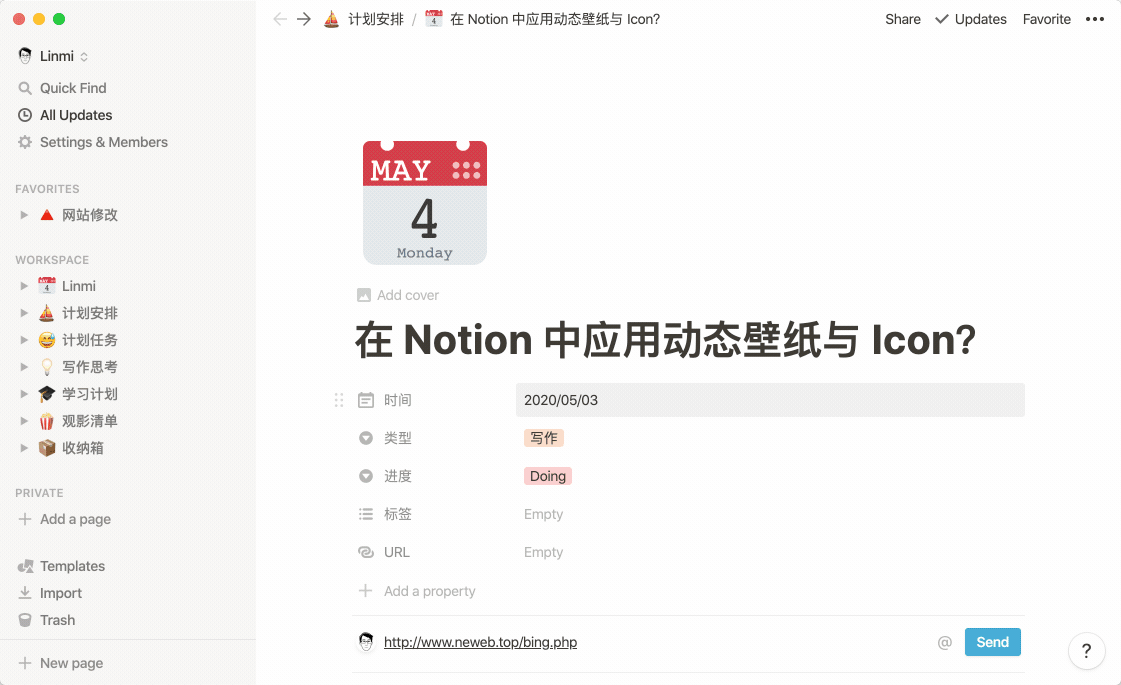 计划安排 / 在 Notion 中应用动态壁纸与 Icon?
Share Updates Favorite
Linmi
Quick Find
All Updates
Settings & Members
FAVORITES
网站修改
WORKSPACE
Linmi
计划安排
计划任务
写作思考
学习计划
观影清单
收纳箱
PRIVATE
Add a page
Templates
Import
Trash
New page
MAY
4
Monday
Add cover
在 Notion 中应用动态壁纸与 Icon?
时间 2020/05/03
类型 写作
进度 Doing
标签 Empty
URL Empty
Add a property
http://www.neweb.top/bing.php @ Send
?